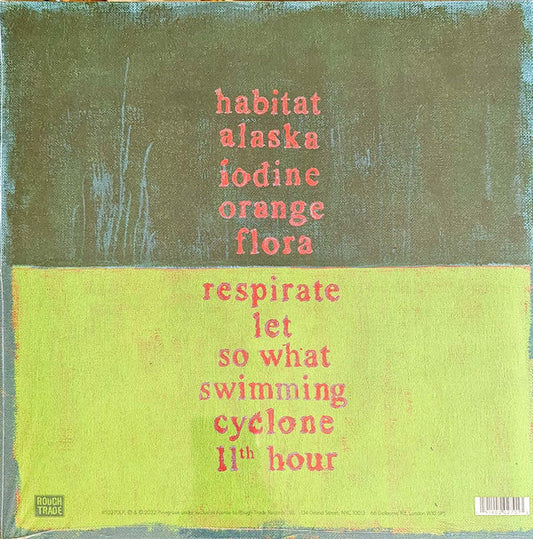 habitat
alaska
iodine
orange
flora
respirate
let
so what
swimming
cyclone
11th hour
ROUGH
TRADE